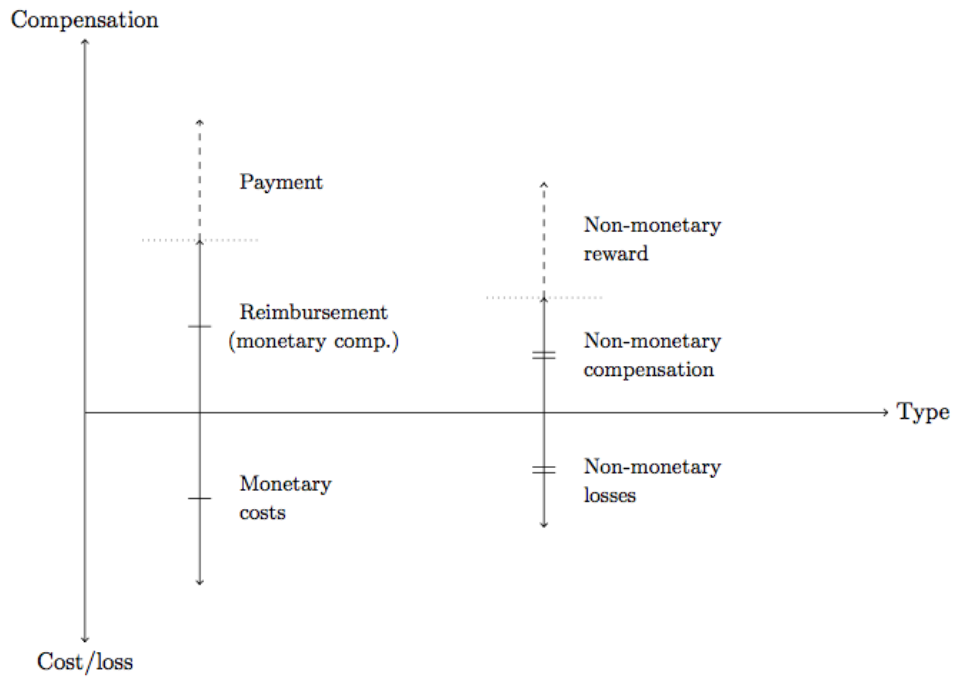 Compensation
Payment
Non-monetary
reward
Reimbursement
(monetary comp.)
Non-monetary
compensation
Type
Monetary
costs
Non-monetary
losses
Cost/loss